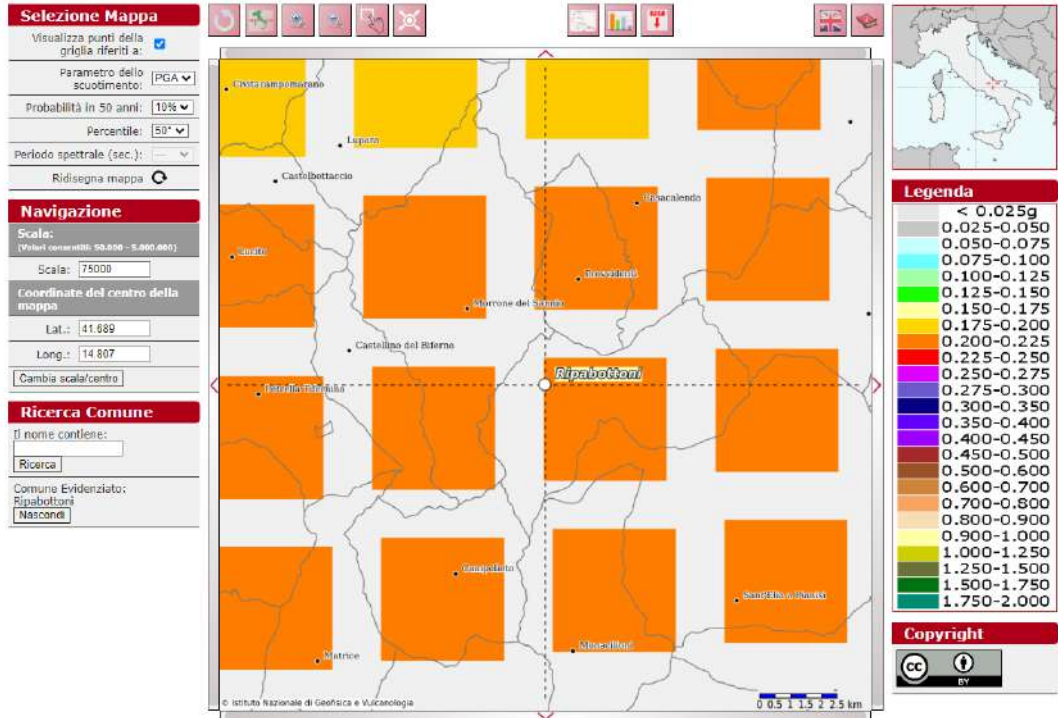 Selezione Mappa
Visualizza punti della
griglia riferiti a:
Parametro dello
scuotimento:
PGA
Probabilità in 50 anni:
10%
Percentile:
50°
Periodo spettrale (sec.):
---
Ridisegna mappa
Navigazione
Scala:
(Valori consentiti: 50.000 - 5.000.000)
Scala:
75000
Coordinate del centro della
mappa
Lat.:
41.689
Long.:
14.807
Cambia scala/centro
Ricerca Comune
Il nome contiene:
Ricerca
Comune Evidenziato:
Ripabottoni
Nascondi
Civitacampomarano
Lupara
Castelbottaccio
Casacalenda
Lucito
Provvidenti
Morrone del Sannio
Castellino del Biferno
Ripabottoni
Petrella Tifernina
Campolieto
Sant'Elia a Pianisi
Monacilioni
Matrice
© Istituto Nazionale di Geofisica e Vulcanologia
0 0.5 1 1.5 2 2.5 km
Legenda
< 0.025g
0.025-0.050
0.050-0.075
0.075-0.100
0.100-0.125
0.125-0.150
0.150-0.175
0.175-0.200
0.200-0.225
0.225-0.250
0.250-0.275
0.275-0.300
0.300-0.350
0.350-0.400
0.400-0.450
0.450-0.500
0.500-0.600
0.600-0.700
0.700-0.800
0.800-0.900
0.900-1.000
1.000-1.250
1.250-1.500
1.500-1.750
1.750-2.000
Copyright
cc
BY